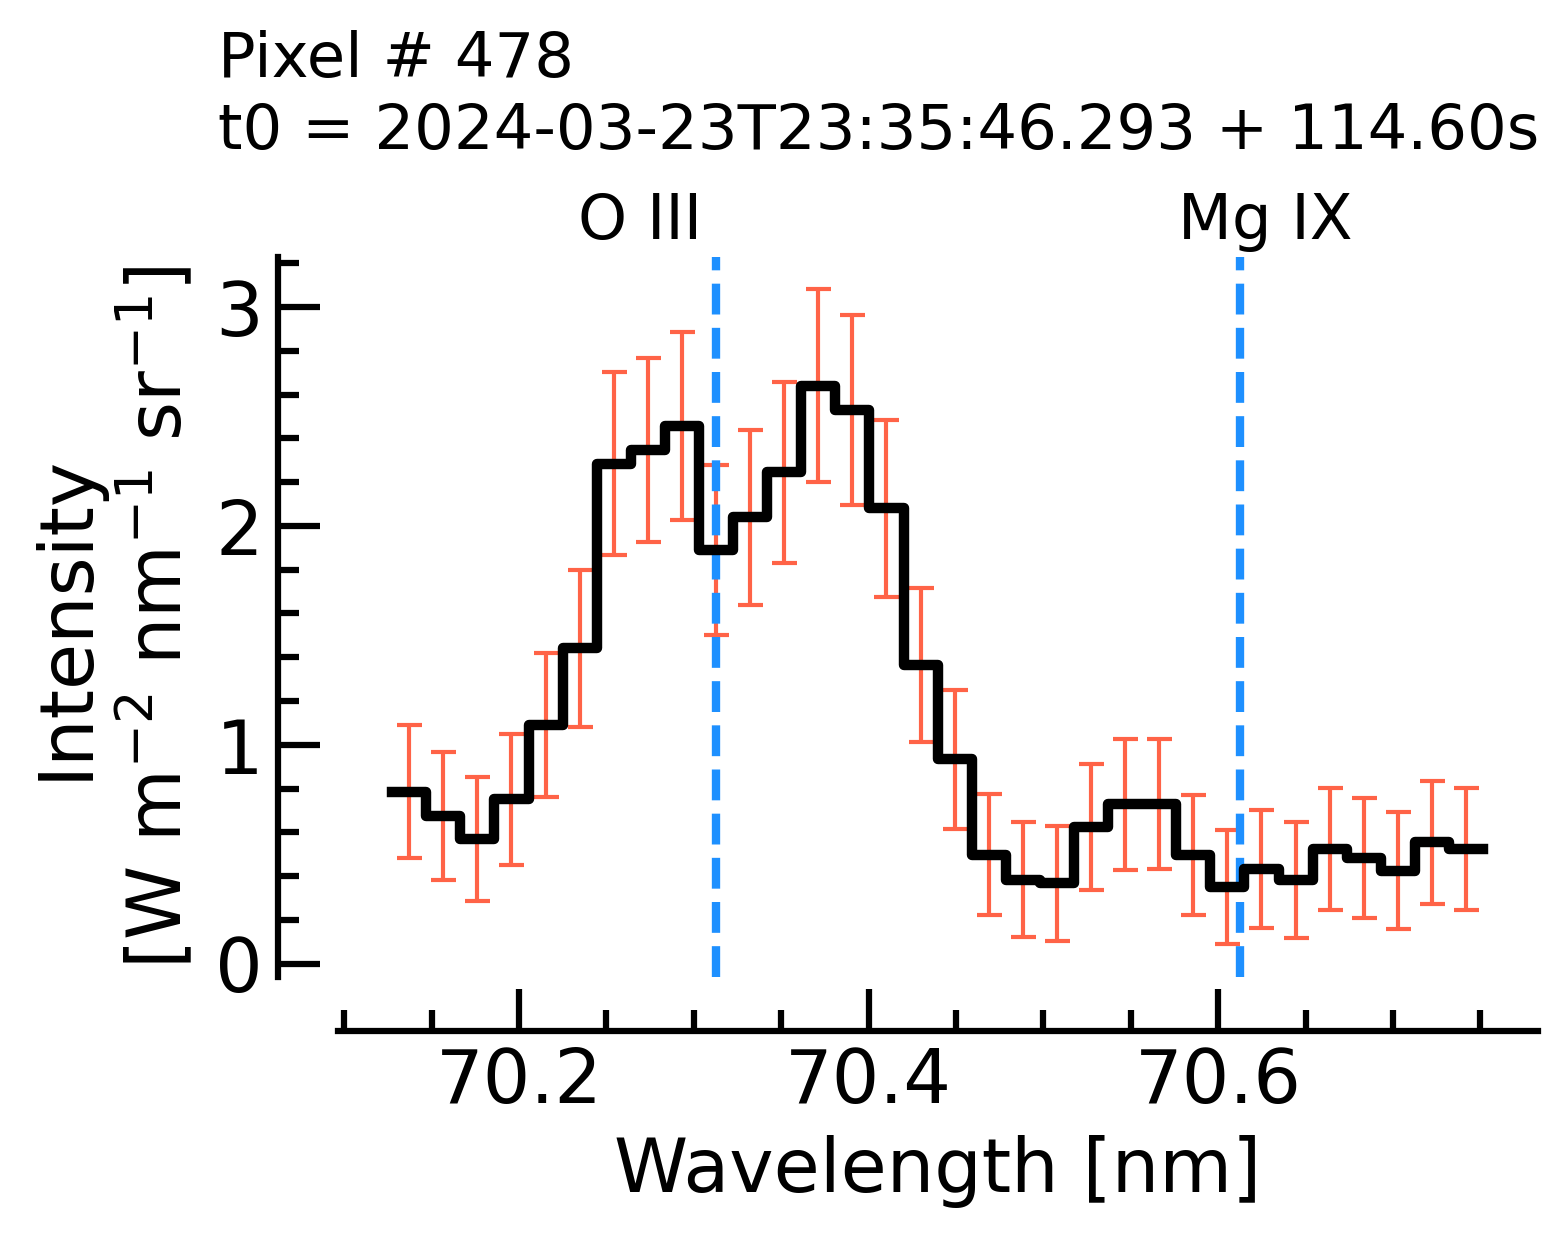 Pixel # 478
t0 = 2024-03-23T23:35:46.293 + 114.60s
O III
Mg IX
Intensity
[W m⁻² nm⁻¹ sr⁻¹]
3
2
1
0
70.2
70.4
70.6
Wavelength [nm]